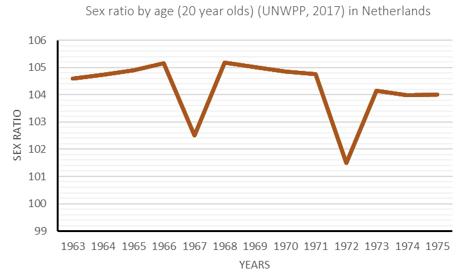 Sex ratio by age (20 year olds) (UNWPP, 2017) in Netherlands
106
105
104
103
102
101
100
99
SEX RATIO
1963 1964 1965 1966 1967 1968 1969 1970 1971 1972 1973 1974 1975
YEARS